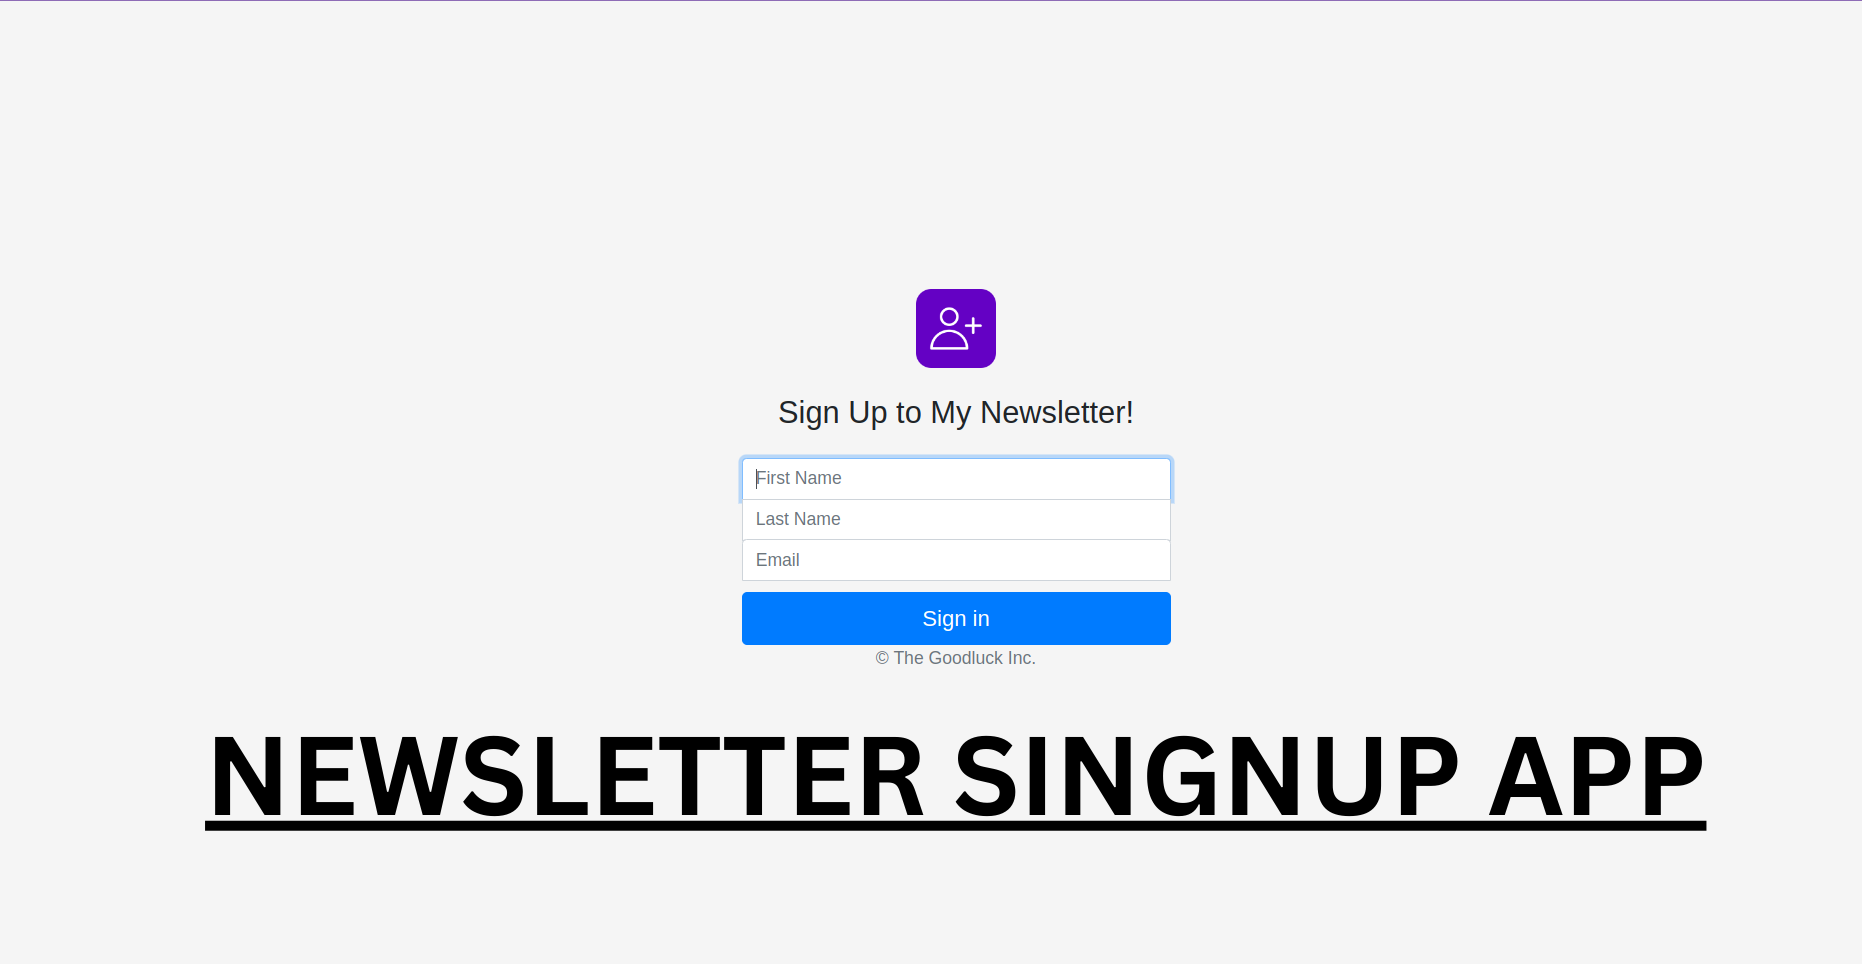 Sign Up to My Newsletter!
First Name
Last Name
Email
Sign in
© The Goodluck Inc.
NEWSLETTER SINGNUP APP